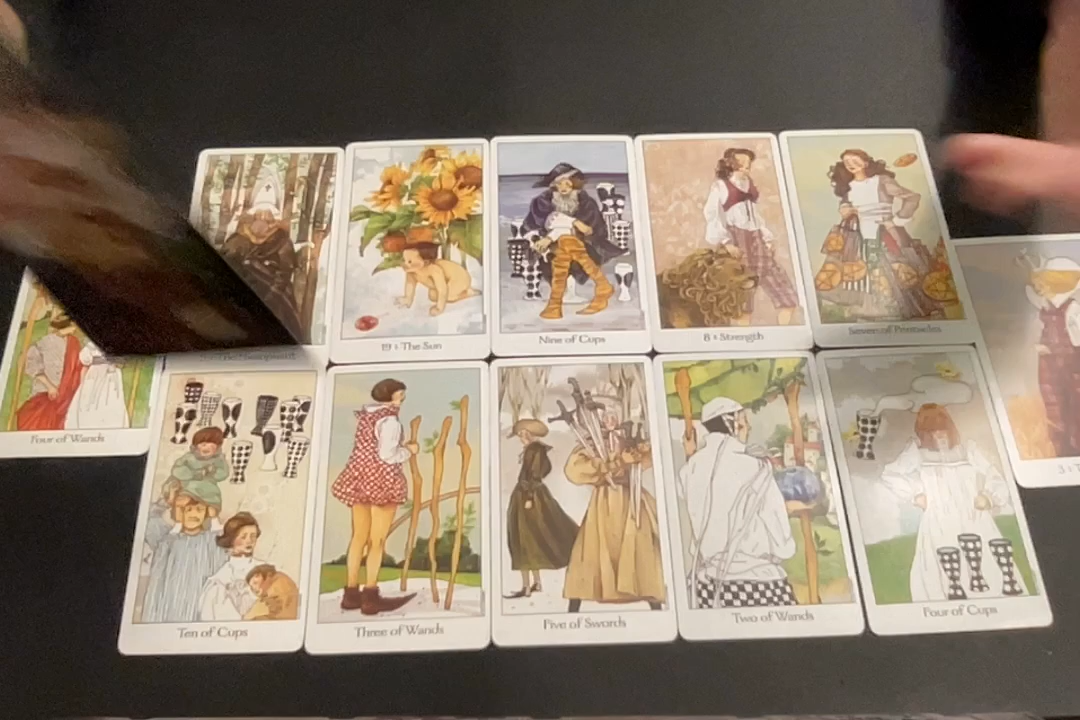 19 : The Sun
Nine of Cups
8 : Strength
Seven of Pentacles
Four of Wands
3 : T
Ten of Cups
Three of Wands
Five of Swords
Two of Wands
Four of Cups